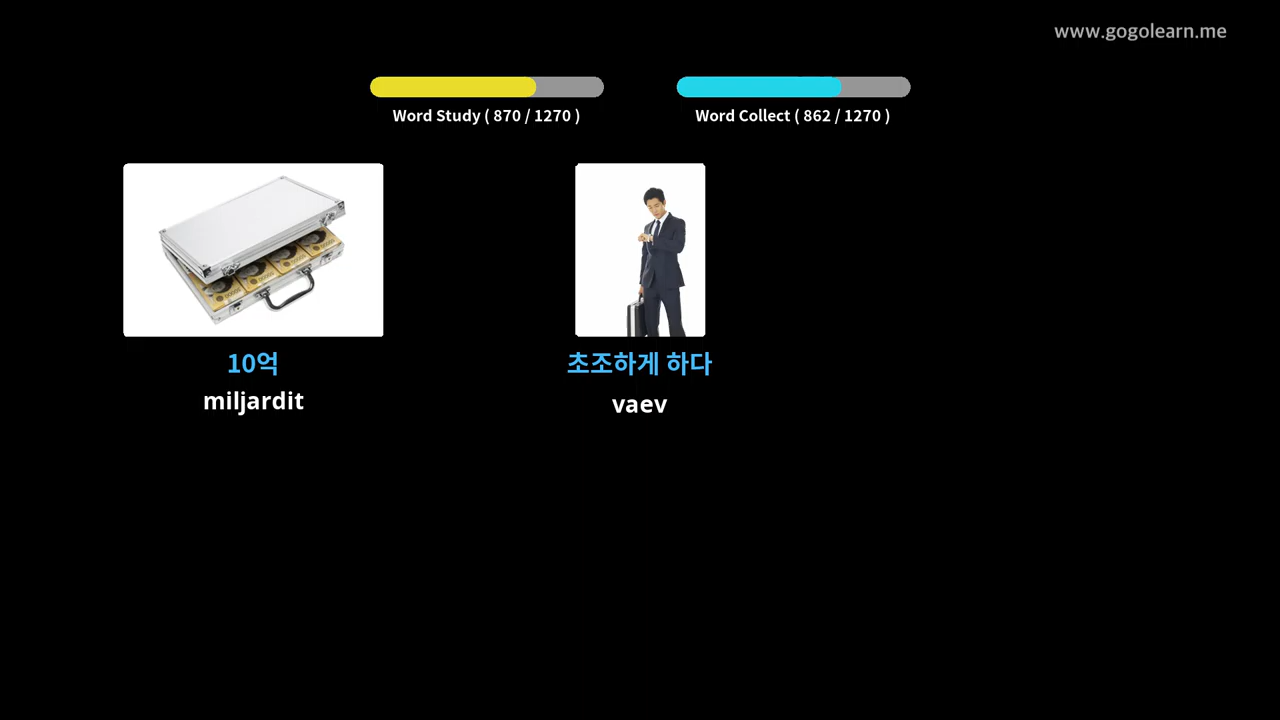 www.gogolearn.me
Word Study ( 870 / 1270 )
Word Collect ( 862 / 1270 )
10억
miljardit
초조하게 하다
vaev